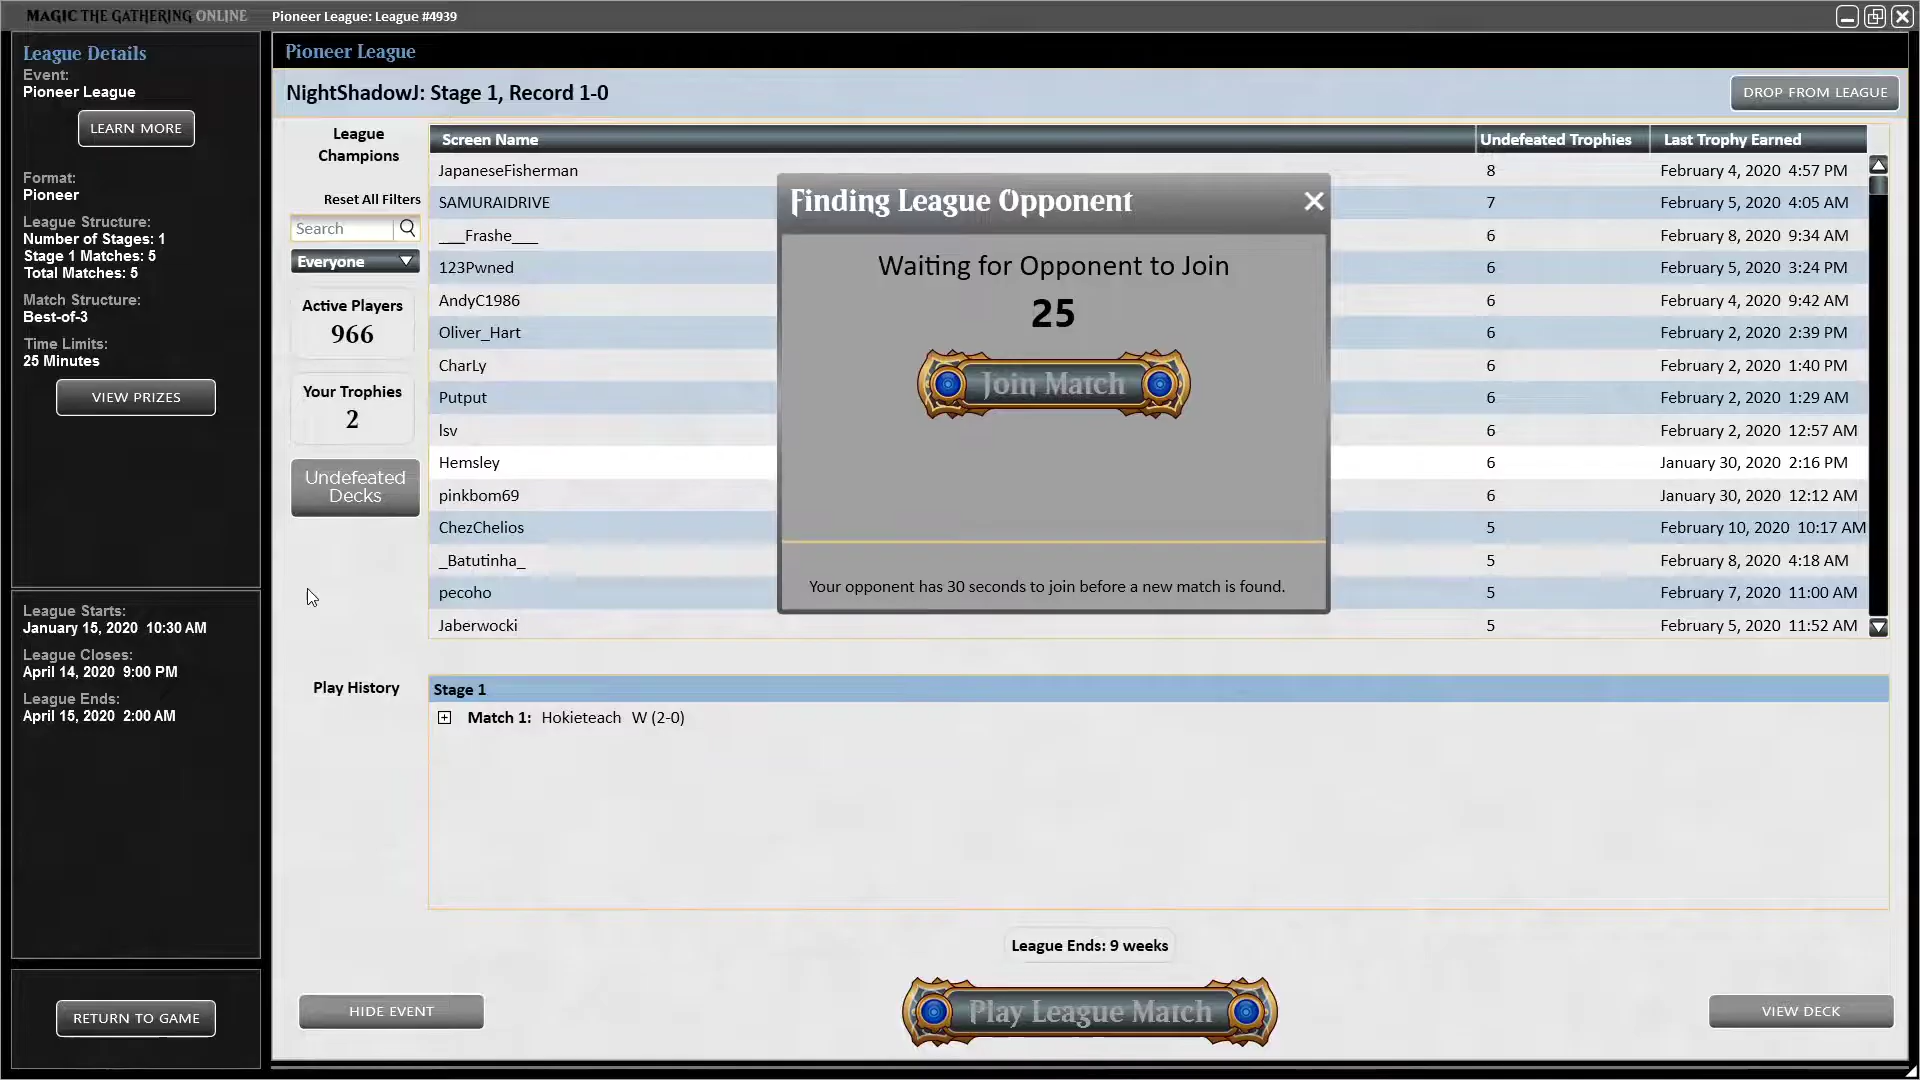 MAGIC THE GATHERING ONLINE
Pioneer League: League #4939
League Details
Event:
Pioneer League
LEARN MORE
Format:
Pioneer
League Structure:
Number of Stages: 1
Stage 1 Matches: 5
Total Matches: 5
Match Structure:
Best-of-3
Time Limits:
25 Minutes
VIEW PRIZES
League Starts:
January 15, 2020 10:30 AM
League Closes:
April 14, 2020 9:00 PM
League Ends:
April 15, 2020 2:00 AM
RETURN TO GAME
Pioneer League
NightShadowJ: Stage 1, Record 1-0
DROP FROM LEAGUE
League
Champions
Reset All Filters
Search
Everyone
Active Players
966
Your Trophies
2
Undefeated
Decks
Screen Name Undefeated Trophies Last Trophy Earned
JapaneseFisherman 8 February 4, 2020 4:57 PM
SAMURAIDRIVE 7 February 5, 2020 4:05 AM
___Frashe___ 6 February 8, 2020 9:34 AM
123Pwned 6 February 5, 2020 3:24 PM
AndyC1986 6 February 4, 2020 9:42 AM
Oliver_Hart 6 February 2, 2020 2:39 PM
CharLy 6 February 2, 2020 1:40 PM
Putput 6 February 2, 2020 1:29 AM
lsv 6 February 2, 2020 12:57 AM
Hemsley 6 January 30, 2020 2:16 PM
pinkbom69 6 January 30, 2020 12:12 AM
ChezChelios 5 February 10, 2020 10:17 AM
_Batutinha_ 5 February 8, 2020 4:18 AM
pecoho 5 February 7, 2020 11:00 AM
Jaberwocki 5 February 5, 2020 11:52 AM
Finding League Opponent
Waiting for Opponent to Join
25
Join Match
Your opponent has 30 seconds to join before a new match is found.
Play History
Stage 1
Match 1: Hokieteach W (2-0)
League Ends: 9 weeks
HIDE EVENT
Play League Match
VIEW DECK